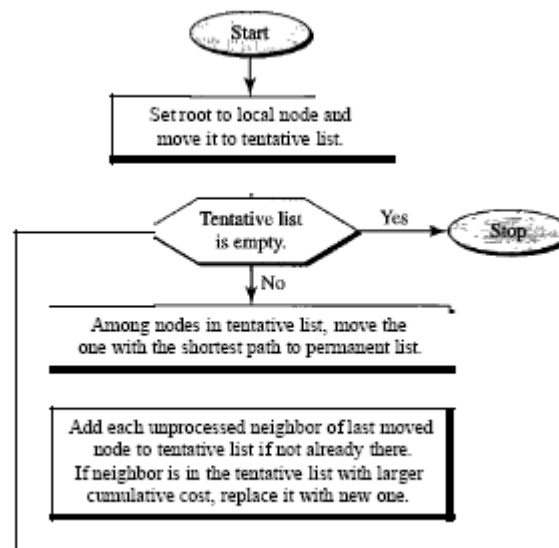 Start
Set root to local node and
move it to tentative list.
Tentative list
is empty.
Yes
Stop
No
Among nodes in tentative list, move the
one with the shortest path to permanent list.
Add each unprocessed neighbor of last moved
node to tentative list if not already there.
If neighbor is in the tentative list with larger
cumulative cost, replace it with new one.